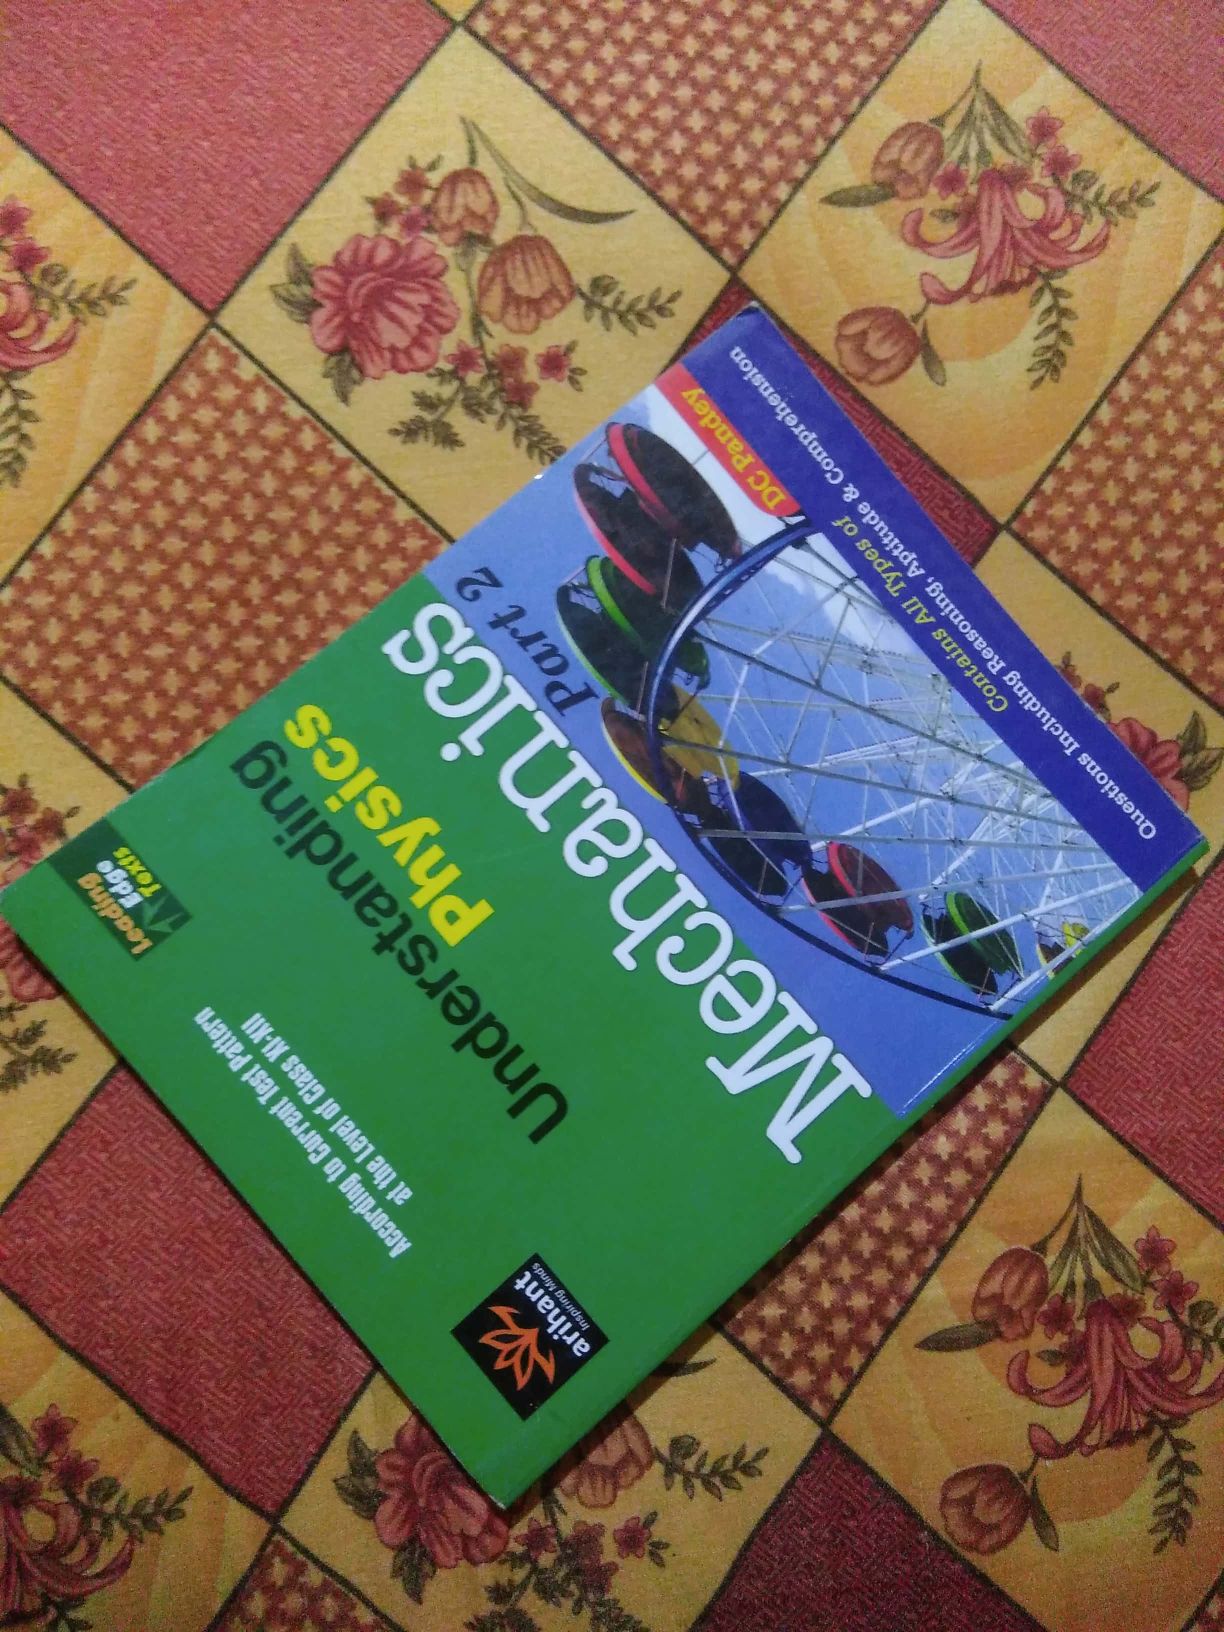 According to Current Test Pattern
at the Level of Class XI-XII
Leading
Edge
Texts
arihant
Inspiring Minds
Understanding
Physics
Mechanics
Part 2
DC Pandey
Contains All Types of
Questions Including Reasoning, Aptitude & Comprehension